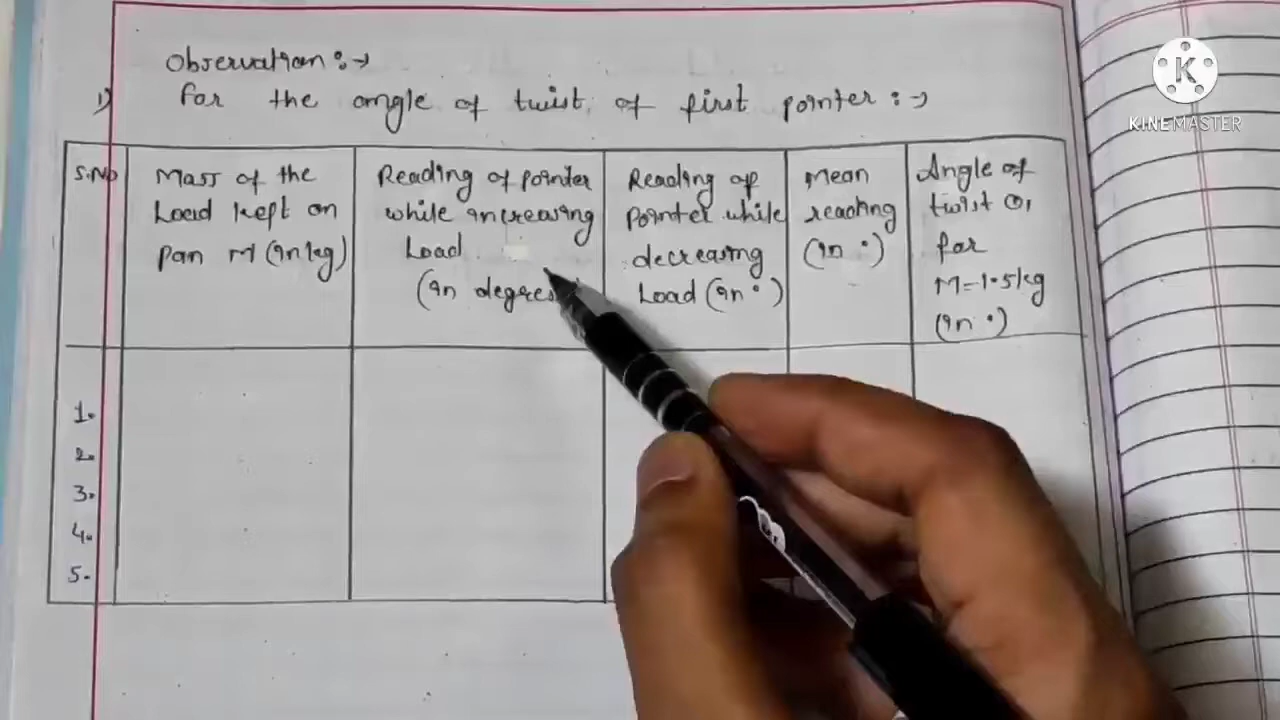 Observation :→
1) for the angle of twist of first pointer :→
S.No
Mass of the
Load kept on
pan M (in kg)
Reading of pointer
while increasing
Load
(in degree
Reading of
pointer while
decreasing
Load (in °)
Mean
reading
(in °)
Angle of
twist θ1
for
M=1.5kg
(in °)
1.
2.
3.
4.
5.
K
KINEMASTER